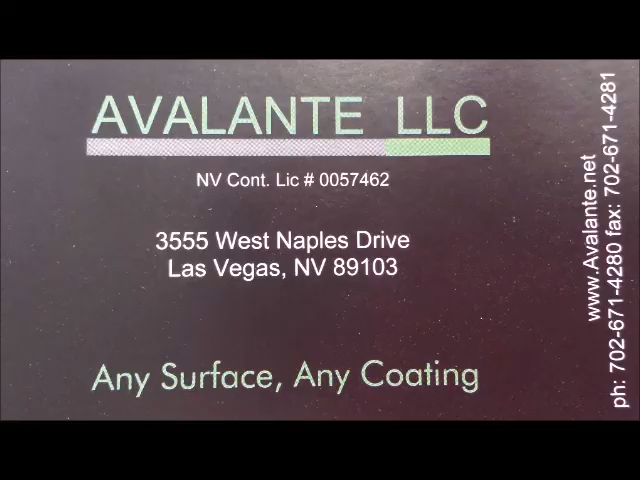 AVALANTE LLC
NV Cont. Lic # 0057462
3555 West Naples Drive
Las Vegas, NV 89103
Any Surface, Any Coating
www.Avalante.net
ph: 702-671-4280 fax: 702-671-4281